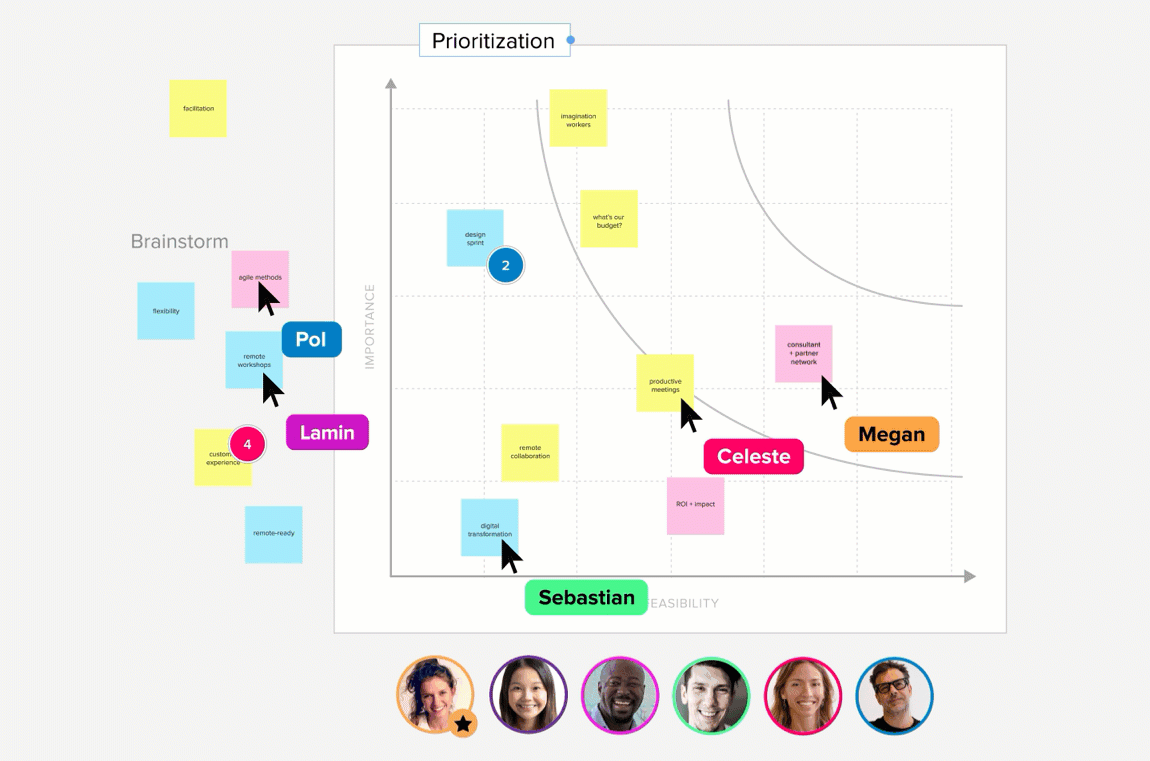 Prioritization
facilitation
imagination
workers
what's our
budget?
design
sprint
2
Brainstorm
agile methods
flexibility
Pol
remote
workshops
IMPORTANCE
consultant
+ partner
network
productive
meetings
Lamin
Megan
4
experience
Celeste
remote
collaboration
ROI + impact
digital
transformation
remote-ready
Sebastian
EASIBILITY